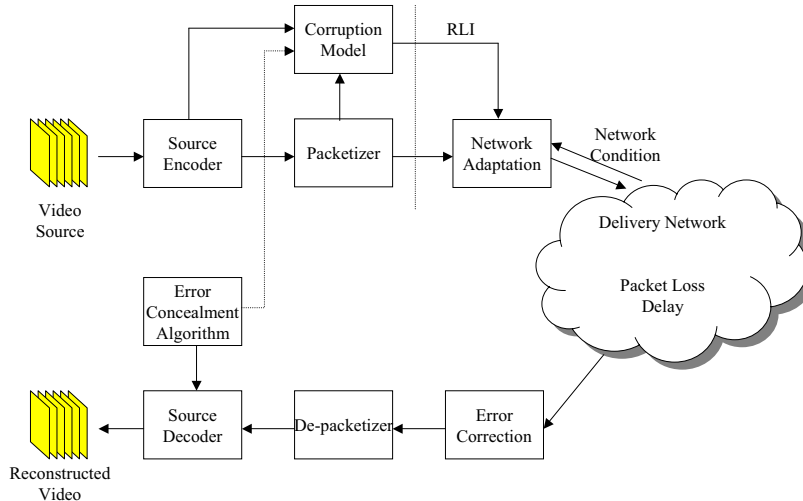 Corruption
Model
RLI
Source
Encoder
Packetizer
Network
Adaptation
Network
Condition
Video
Source
Delivery Network
Packet Loss
Delay
Error
Concealment
Algorithm
Source
Decoder
De-packetizer
Error
Correction
Reconstructed
Video